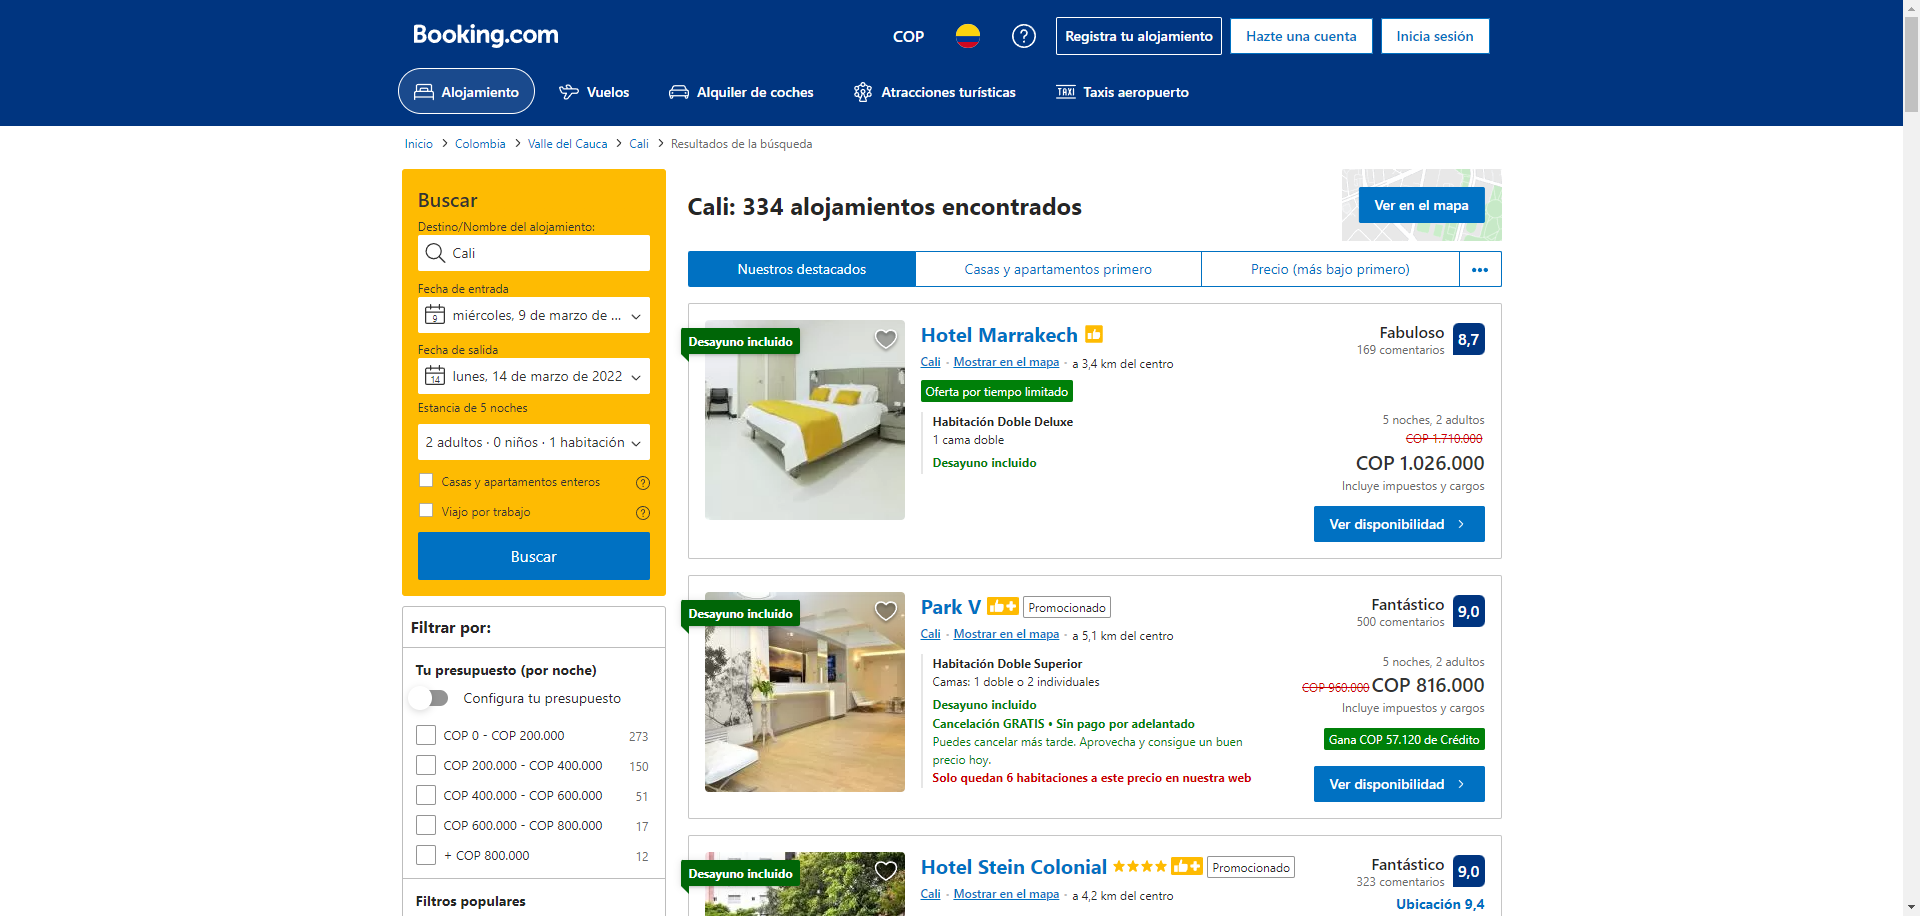 Booking.com
COP
Registra tu alojamiento
Hazte una cuenta
Inicia sesión
Alojamiento
Vuelos
Alquiler de coches
Atracciones turísticas
TAXI
Taxis aeropuerto
Inicio > Colombia > Valle del Cauca > Cali > Resultados de la búsqueda
Buscar
Destino/Nombre del alojamiento:
Cali
Fecha de entrada
9
miércoles, 9 de marzo de ...
Fecha de salida
14
lunes, 14 de marzo de 2022
Estancia de 5 noches
2 adultos · 0 niños · 1 habitación
Casas y apartamentos enteros
Viajo por trabajo
Buscar
Filtrar por:
Tu presupuesto (por noche)
Configura tu presupuesto
COP 0 - COP 200.000 273
COP 200.000 - COP 400.000 150
COP 400.000 - COP 600.000 51
COP 600.000 - COP 800.000 17
+ COP 800.000 12
Filtros populares
Cali: 334 alojamientos encontrados
Ver en el mapa
Nuestros destacados
Casas y apartamentos primero
Precio (más bajo primero)
Desayuno incluido
Hotel Marrakech
Cali · Mostrar en el mapa · a 3,4 km del centro
Oferta por tiempo limitado
Habitación Doble Deluxe
1 cama doble
Desayuno incluido
Fabuloso
169 comentarios
8,7
5 noches, 2 adultos
COP 1.710.000
COP 1.026.000
Incluye impuestos y cargos
Ver disponibilidad
Desayuno incluido
Park V
Promocionado
Cali · Mostrar en el mapa · a 5,1 km del centro
Habitación Doble Superior
Camas: 1 doble o 2 individuales
Desayuno incluido
Cancelación GRATIS • Sin pago por adelantado
Puedes cancelar más tarde. Aprovecha y consigue un buen
precio hoy.
Solo quedan 6 habitaciones a este precio en nuestra web
Fantástico
500 comentarios
9,0
5 noches, 2 adultos
COP 960.000 COP 816.000
Incluye impuestos y cargos
Gana COP 57.120 de Crédito
Ver disponibilidad
Desayuno incluido
Hotel Stein Colonial
Promocionado
Cali · Mostrar en el mapa · a 4,2 km del centro
Fantástico
323 comentarios
9,0
Ubicación 9,4